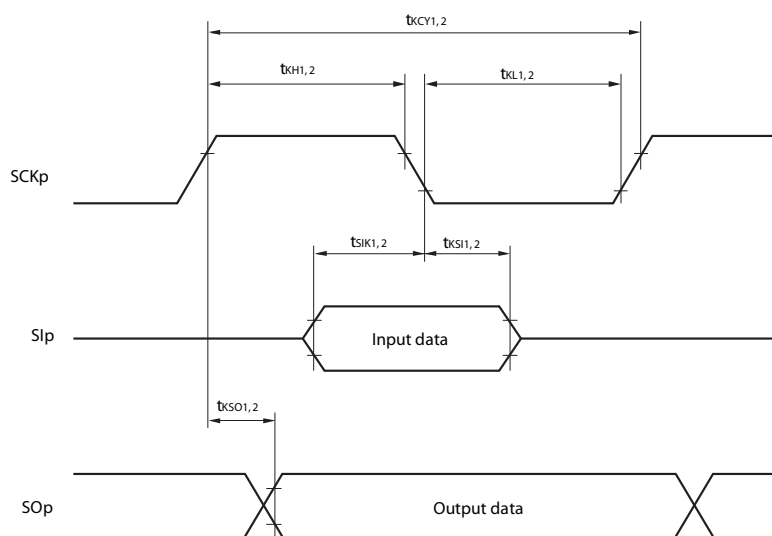 tKCY1, 2
tKH1, 2
tKL1, 2
SCKp
tSIK1, 2
tKSI1, 2
SIp
Input data
tKSO1, 2
SOp
Output data